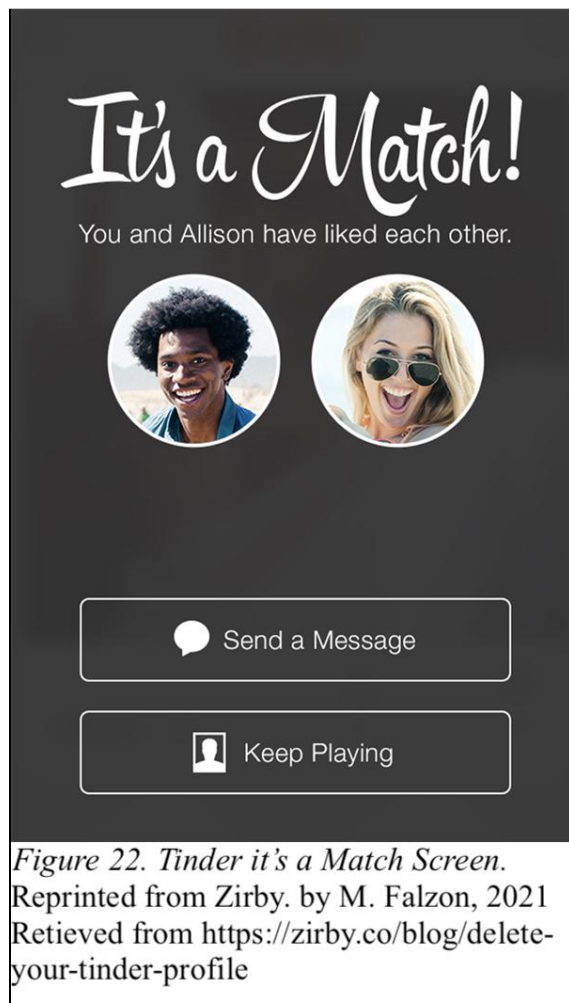 It's a Match!
You and Allison have liked each other.
Send a Message
Keep Playing
Figure 22. Tinder it’s a Match Screen.
Reprinted from Zirby. by M. Falzon, 2021
Retieved from https://zirby.co/blog/delete-
your-tinder-profile